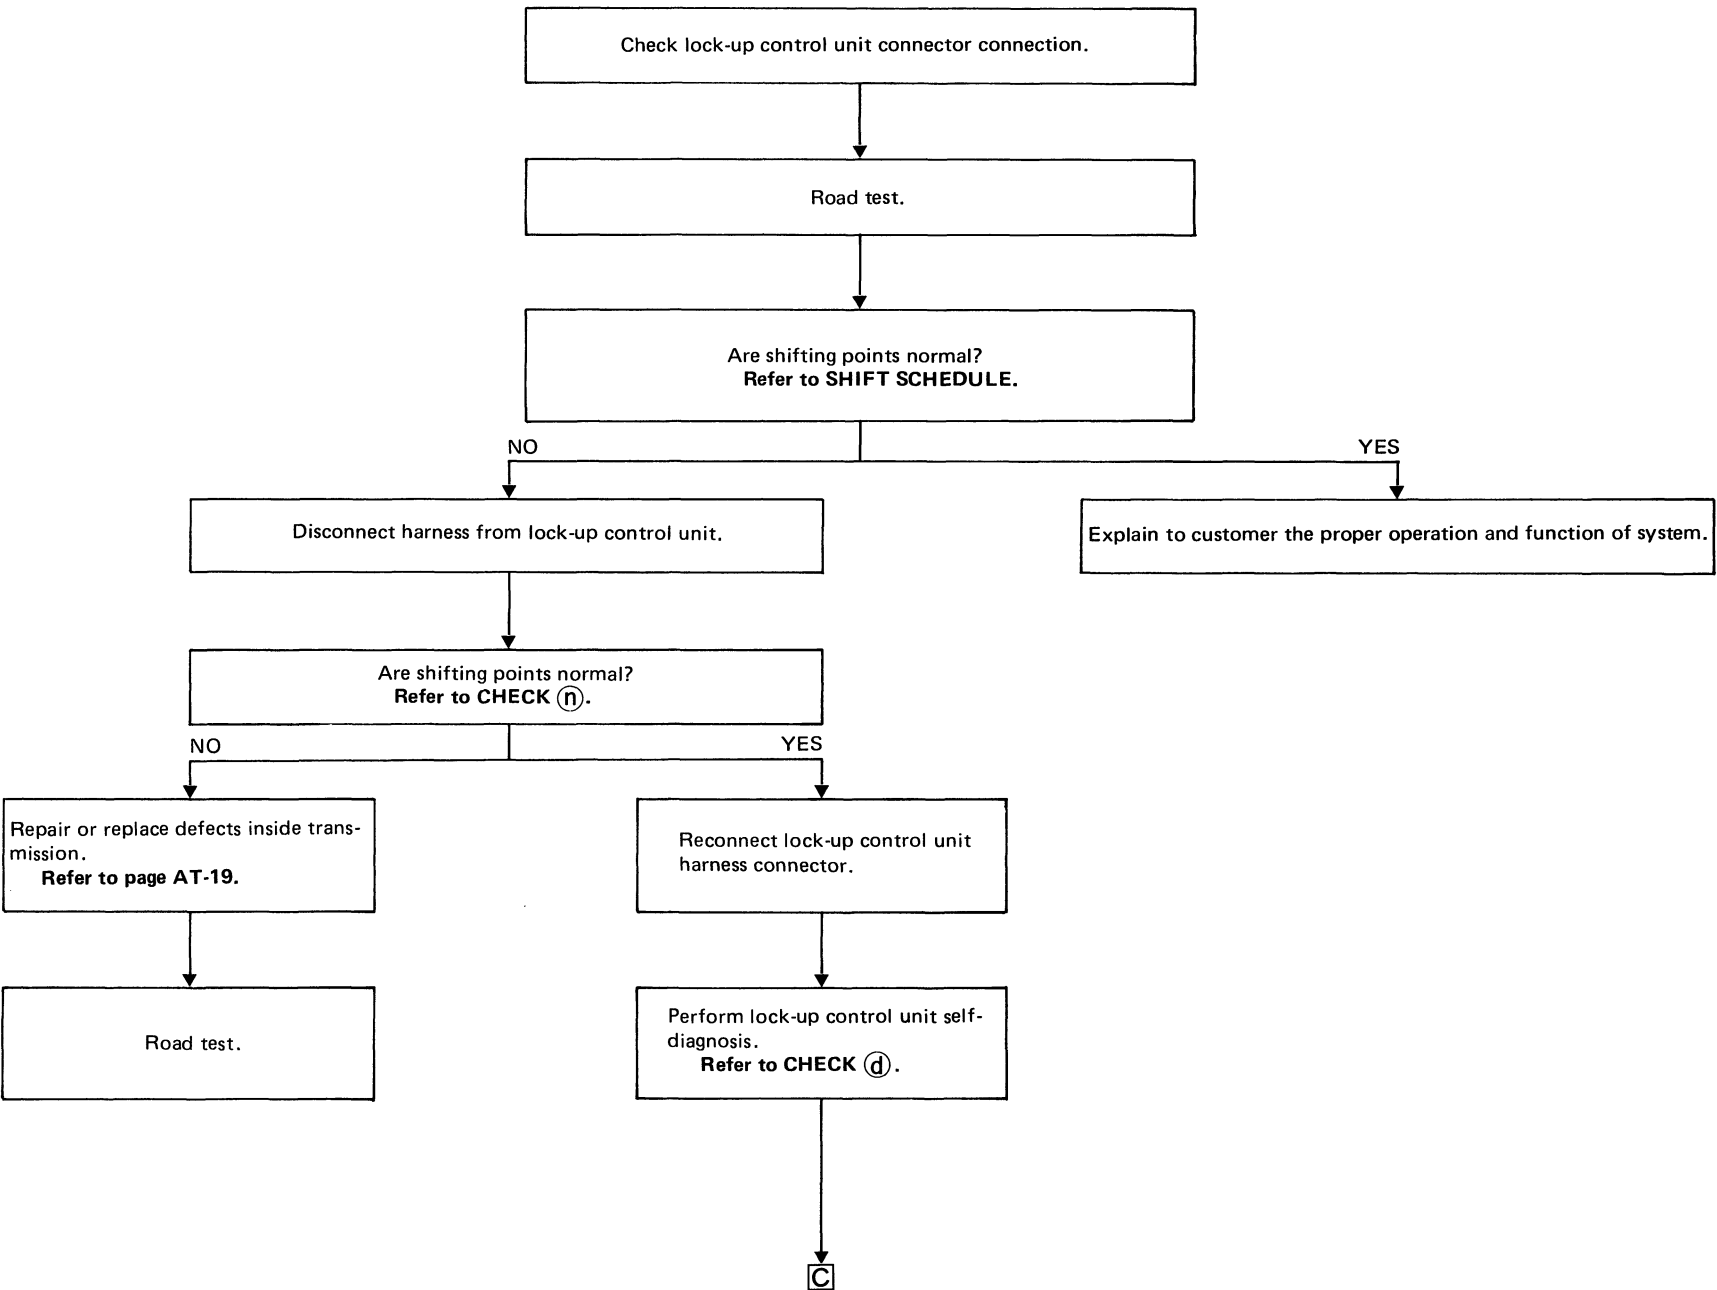 Check lock-up control unit connector connection.
Road test.
Are shifting points normal?
Refer to SHIFT SCHEDULE.
NO
YES
Disconnect harness from lock-up control unit.
Explain to customer the proper operation and function of system.
Are shifting points normal?
Refer to CHECK ⓝ.
NO
YES
Repair or replace defects inside trans-
mission.
Refer to page AT-19.
Reconnect lock-up control unit
harness connector.
Road test.
Perform lock-up control unit self-
diagnosis.
Refer to CHECK ⓓ.
C